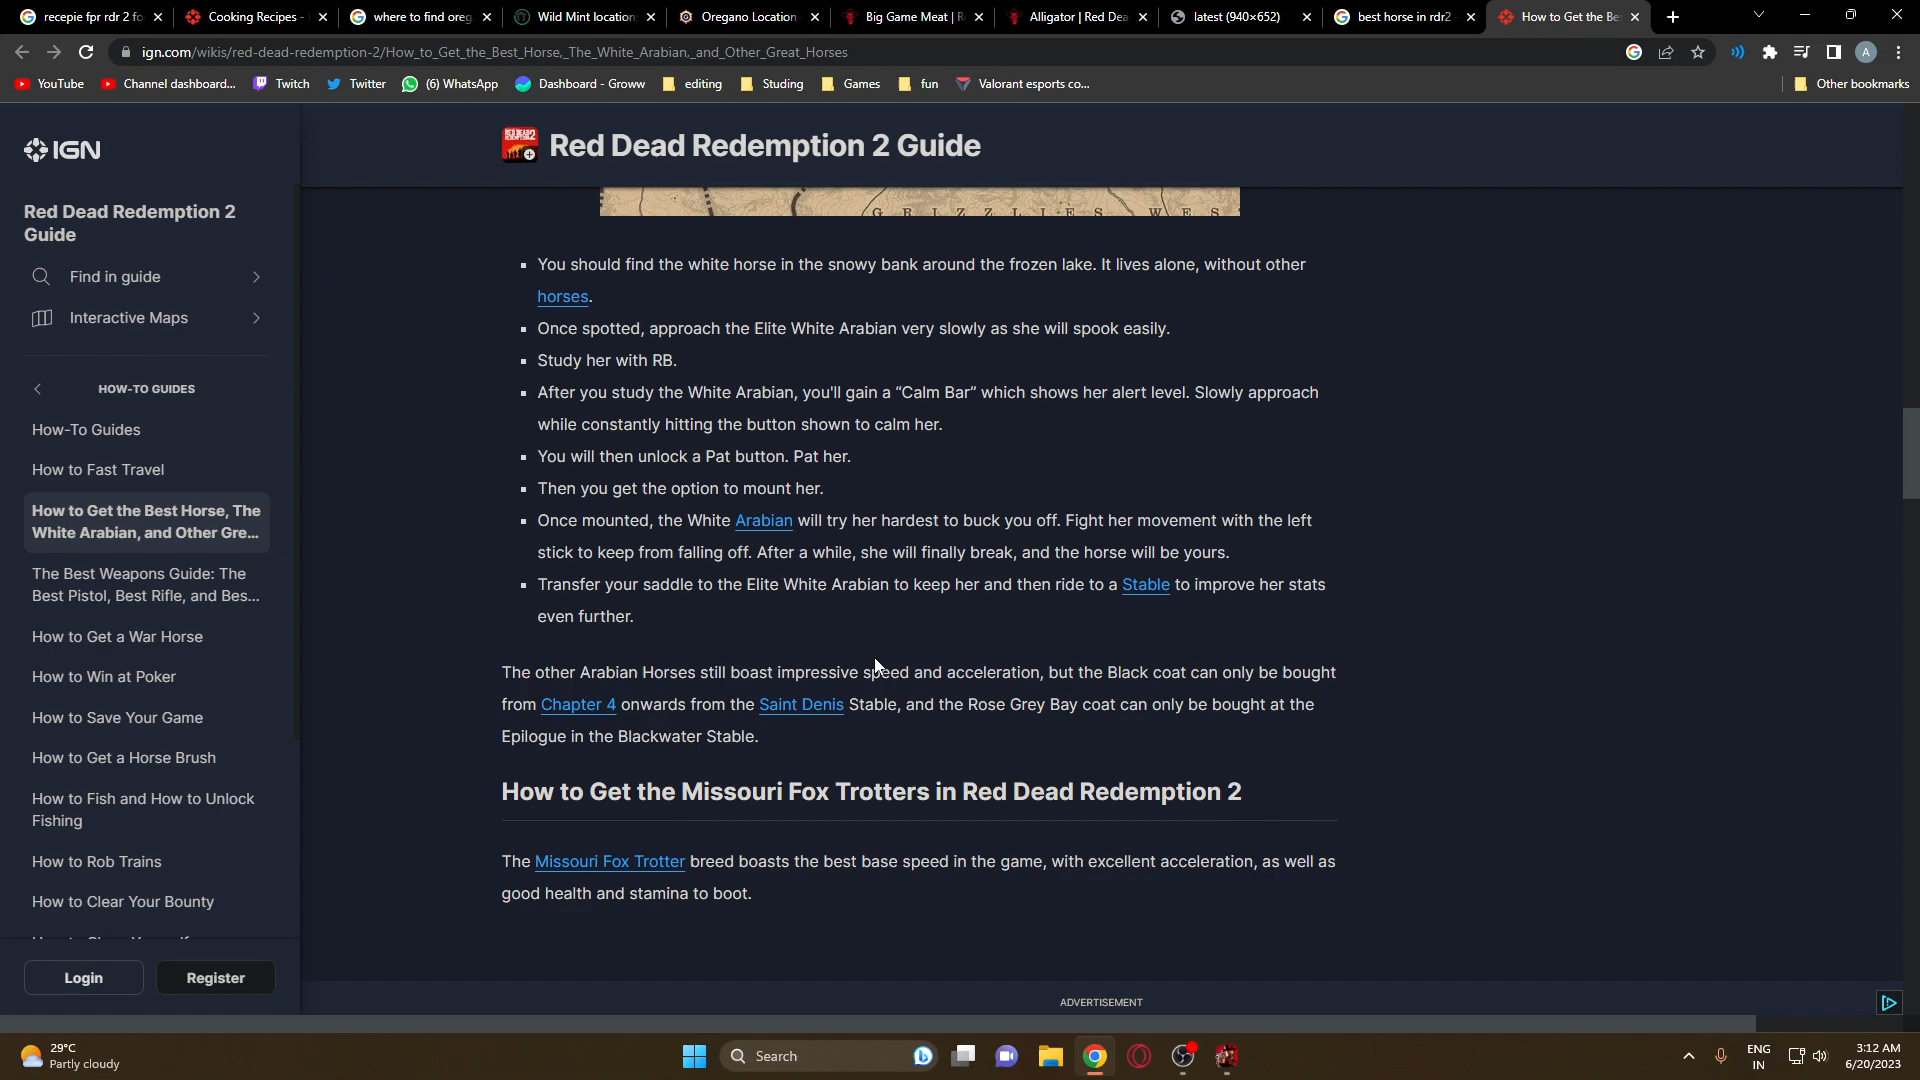 recepie fpr rdr 2 fo
Cooking Recipes -
where to find oreg
Wild Mint location
Oregano Location
Big Game Meat | R
Alligator | Red Dea
latest (940×652)
best horse in rdr2
How to Get the Be
ign.com/wikis/red-dead-redemption-2/How_to_Get_the_Best_Horse,_The_White_Arabian,_and_Other_Great_Horses
A
YouTube
Channel dashboard...
Twitch
Twitter
(6) WhatsApp
Dashboard - Groww
editing
Studing
Games
fun
Valorant esports co...
Other bookmarks
IGN
Red Dead Redemption 2 Guide
Red Dead Redemption 2
Guide
Find in guide
Interactive Maps
HOW-TO GUIDES
How-To Guides
How to Fast Travel
How to Get the Best Horse, The
White Arabian, and Other Gre...
The Best Weapons Guide: The
Best Pistol, Best Rifle, and Bes...
How to Get a War Horse
How to Win at Poker
How to Save Your Game
How to Get a Horse Brush
How to Fish and How to Unlock
Fishing
How to Rob Trains
How to Clear Your Bounty
Login
Register
GRIZZLIES WES
You should find the white horse in the snowy bank around the frozen lake. It lives alone, without other
horses.
Once spotted, approach the Elite White Arabian very slowly as she will spook easily.
Study her with RB.
After you study the White Arabian, you'll gain a “Calm Bar” which shows her alert level. Slowly approach
while constantly hitting the button shown to calm her.
You will then unlock a Pat button. Pat her.
Then you get the option to mount her.
Once mounted, the White Arabian will try her hardest to buck you off. Fight her movement with the left
stick to keep from falling off. After a while, she will finally break, and the horse will be yours.
Transfer your saddle to the Elite White Arabian to keep her and then ride to a Stable to improve her stats
even further.
The other Arabian Horses still boast impressive speed and acceleration, but the Black coat can only be bought
from Chapter 4 onwards from the Saint Denis Stable, and the Rose Grey Bay coat can only be bought at the
Epilogue in the Blackwater Stable.
How to Get the Missouri Fox Trotters in Red Dead Redemption 2
The Missouri Fox Trotter breed boasts the best base speed in the game, with excellent acceleration, as well as
good health and stamina to boot.
ADVERTISEMENT
29°C
Partly cloudy
Search
ENG
IN
3:12 AM
6/20/2023